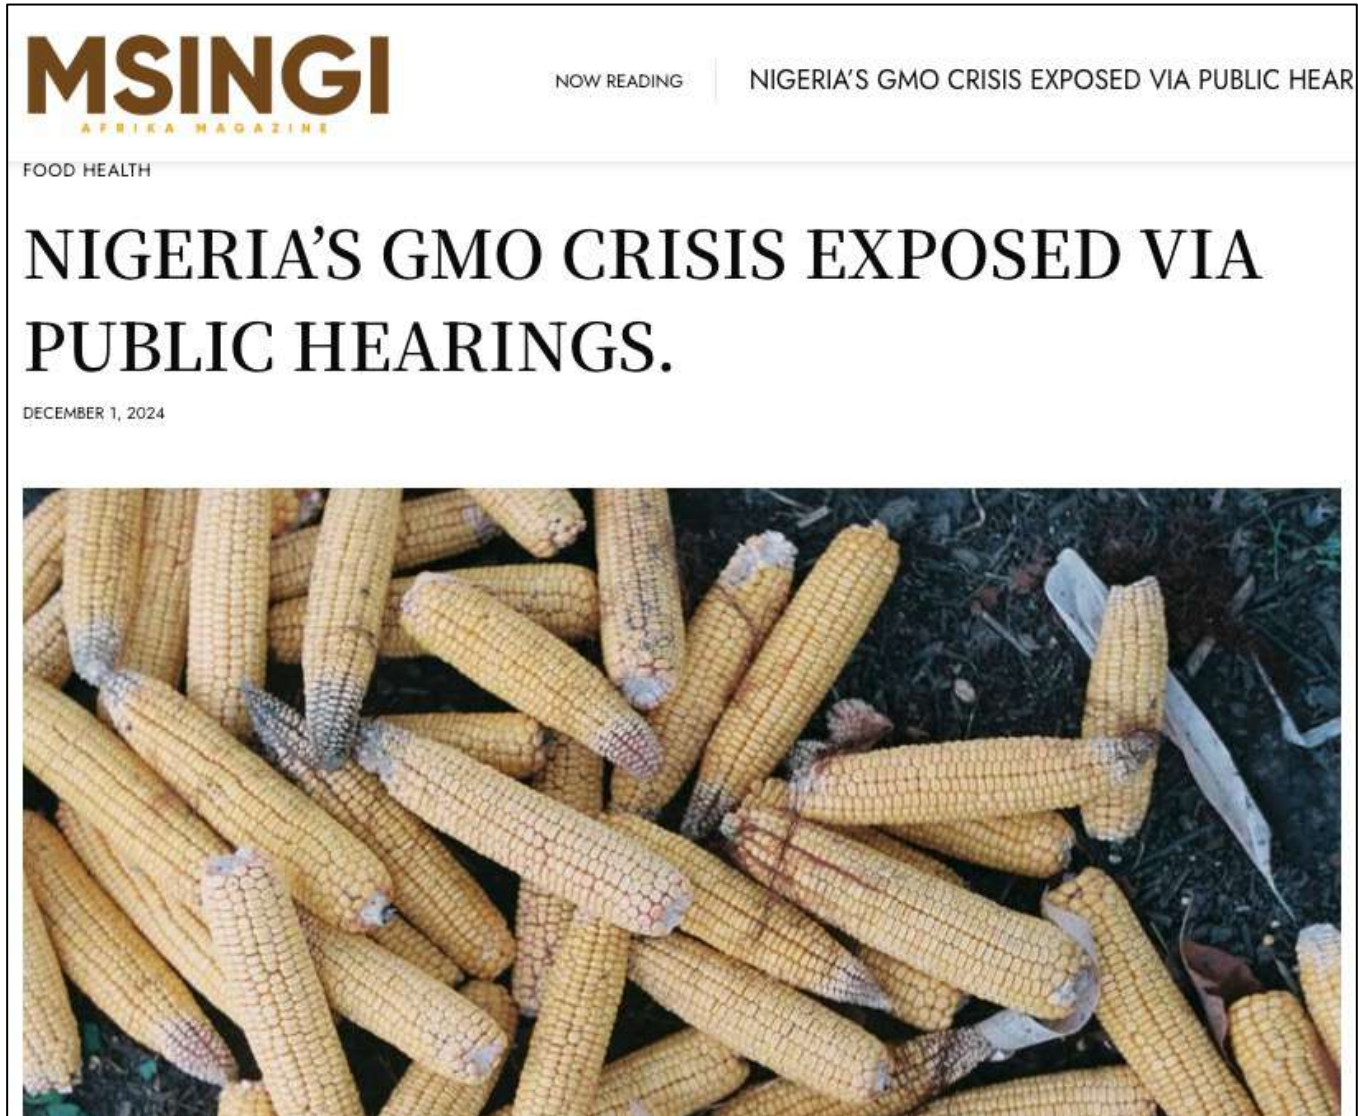 MSINGI
AFRIKA MAGAZINE
NOW READING
NIGERIA’S GMO CRISIS EXPOSED VIA PUBLIC HEAR
FOOD HEALTH
NIGERIA’S GMO CRISIS EXPOSED VIA
PUBLIC HEARINGS.
DECEMBER 1, 2024